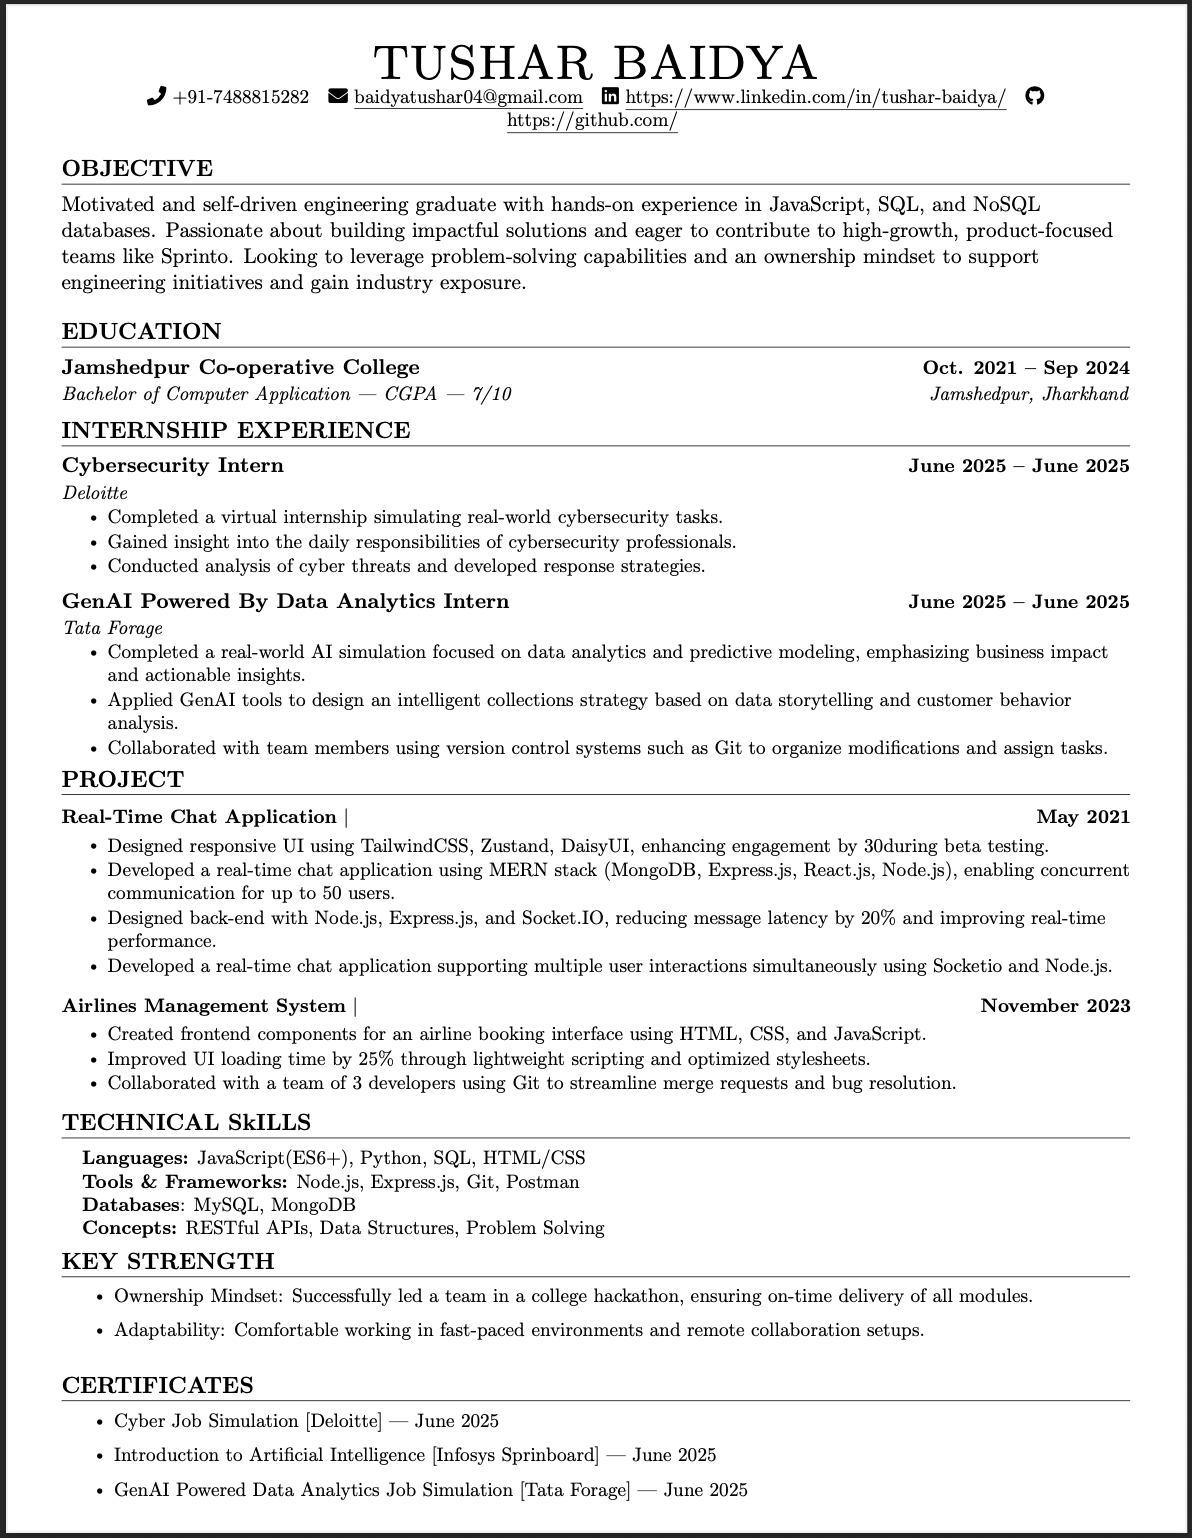 TUSHAR BAIDYA
+91-7488815282 baidyatushar04@gmail.com https://www.linkedin.com/in/tushar-baidya/
https://github.com/
OBJECTIVE
Motivated and self-driven engineering graduate with hands-on experience in JavaScript, SQL, and NoSQL
databases. Passionate about building impactful solutions and eager to contribute to high-growth, product-focused
teams like Sprinto. Looking to leverage problem-solving capabilities and an ownership mindset to support
engineering initiatives and gain industry exposure.
EDUCATION
Jamshedpur Co-operative College Oct. 2021 – Sep 2024
Bachelor of Computer Application — CGPA — 7/10 Jamshedpur, Jharkhand
INTERNSHIP EXPERIENCE
Cybersecurity Intern June 2025 – June 2025
Deloitte
• Completed a virtual internship simulating real-world cybersecurity tasks.
• Gained insight into the daily responsibilities of cybersecurity professionals.
• Conducted analysis of cyber threats and developed response strategies.
GenAI Powered By Data Analytics Intern June 2025 – June 2025
Tata Forage
• Completed a real-world AI simulation focused on data analytics and predictive modeling, emphasizing business impact
and actionable insights.
• Applied GenAI tools to design an intelligent collections strategy based on data storytelling and customer behavior
analysis.
• Collaborated with team members using version control systems such as Git to organize modifications and assign tasks.
PROJECT
Real-Time Chat Application | May 2021
• Designed responsive UI using TailwindCSS, Zustand, DaisyUI, enhancing engagement by 30during beta testing.
• Developed a real-time chat application using MERN stack (MongoDB, Express.js, React.js, Node.js), enabling concurrent
communication for up to 50 users.
• Designed back-end with Node.js, Express.js, and Socket.IO, reducing message latency by 20% and improving real-time
performance.
• Developed a real-time chat application supporting multiple user interactions simultaneously using Socketio and Node.js.
Airlines Management System | November 2023
• Created frontend components for an airline booking interface using HTML, CSS, and JavaScript.
• Improved UI loading time by 25% through lightweight scripting and optimized stylesheets.
• Collaborated with a team of 3 developers using Git to streamline merge requests and bug resolution.
TECHNICAL SkILLS
Languages: JavaScript(ES6+), Python, SQL, HTML/CSS
Tools & Frameworks: Node.js, Express.js, Git, Postman
Databases: MySQL, MongoDB
Concepts: RESTful APIs, Data Structures, Problem Solving
KEY STRENGTH
• Ownership Mindset: Successfully led a team in a college hackathon, ensuring on-time delivery of all modules.
• Adaptability: Comfortable working in fast-paced environments and remote collaboration setups.
CERTIFICATES
• Cyber Job Simulation [Deloitte] — June 2025
• Introduction to Artificial Intelligence [Infosys Sprinboard] — June 2025
• GenAI Powered Data Analytics Job Simulation [Tata Forage] — June 2025